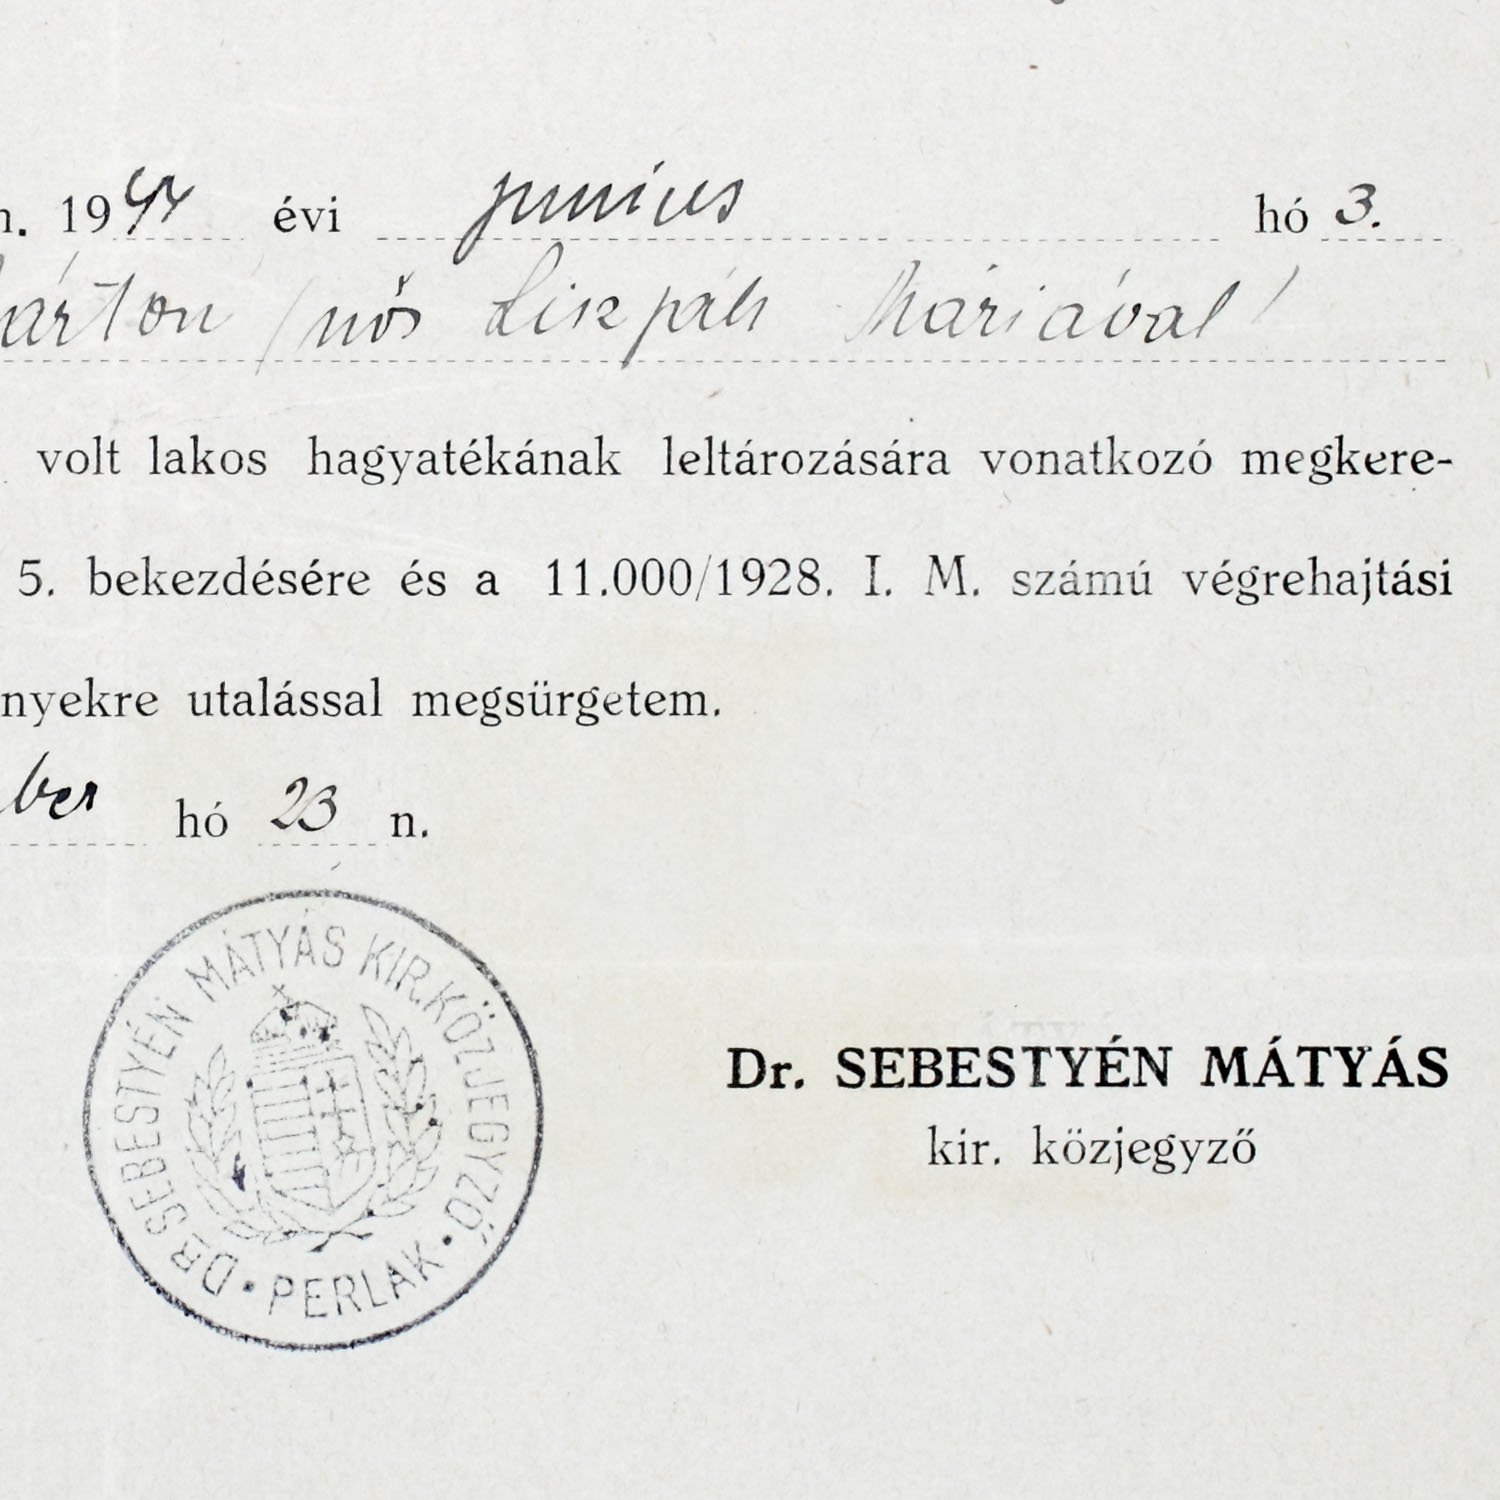 n. 1944 évi junius hó 3.
árton /nős Liszpák Máriával/
volt lakos hagyatékának leltározására vonatkozó megkere-
5. bekezdésére és a 11.000/1928. I. M. számú végrehajtási
nyekre utalással megsürgetem.
ber hó 23 n.
DR. SEBESTYÉN MÁTYÁS KIR. KÖZJEGYZŐ
• PERLAK •
Dr. SEBESTYÉN MÁTYÁS
kir. közjegyző